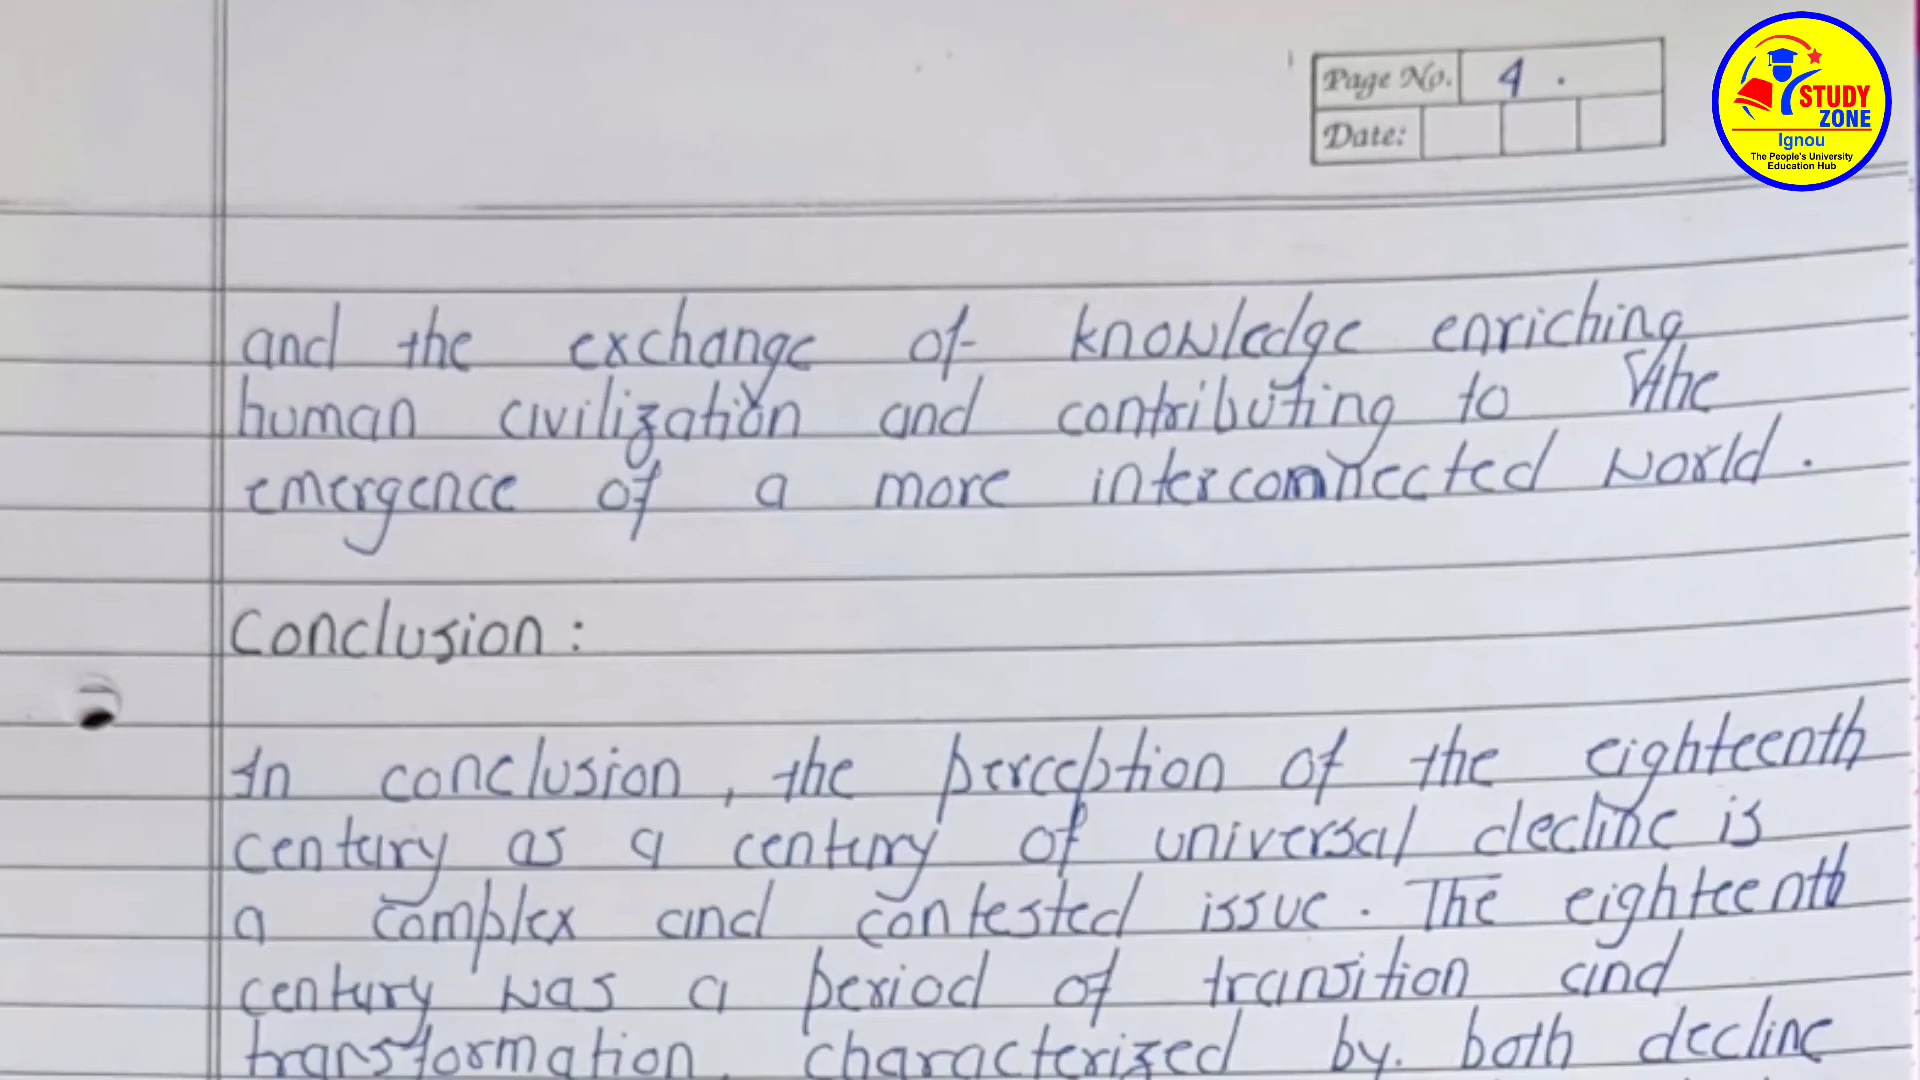 Page No. 4.
Date:
STUDY
ZONE
Ignou
The People's University
Education Hub
and the exchange of knowledge enriching
human civilization and contributing to the
emergence of a more interconnected world.
Conclusion:
In conclusion, the perception of the eighteenth
century as a century of universal decline is
a complex and contested issue. The eighteenth
century was a period of transition and
transformation, characterized by. both decline